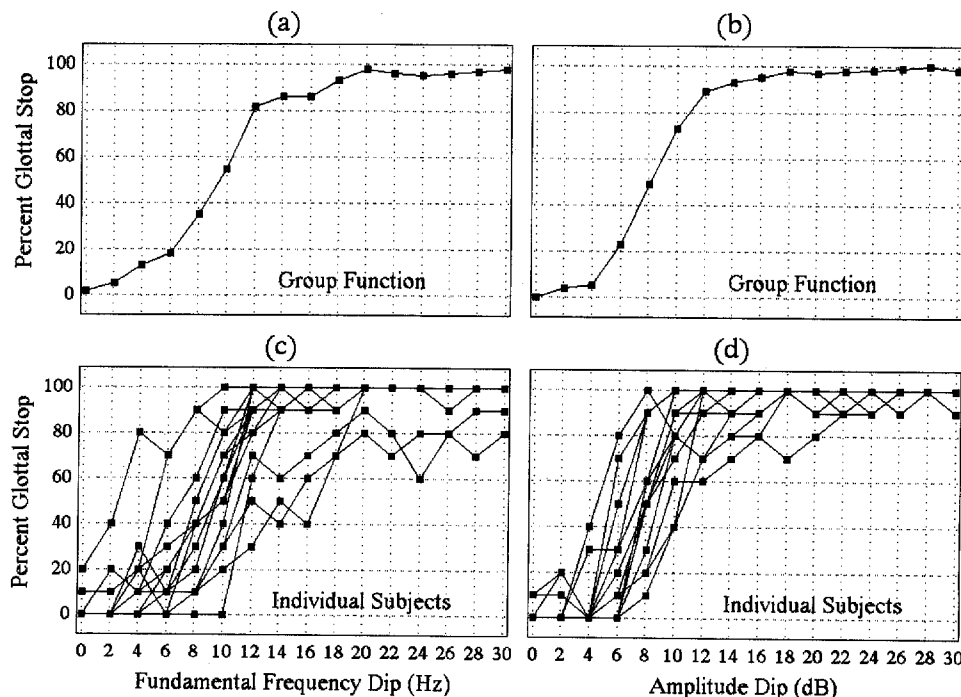 (a)
(b)
Percent Glottal Stop
100
80
60
40
20
0
Group Function
Group Function
(c)
(d)
Percent Glottal Stop
100
80
60
40
20
0
Individual Subjects
Individual Subjects
0 2 4 6 8 10 12 14 16 18 20 22 24 26 28 30
0 2 4 6 8 10 12 14 16 18 20 22 24 26 28 30
Fundamental Frequency Dip (Hz)
Amplitude Dip (dB)